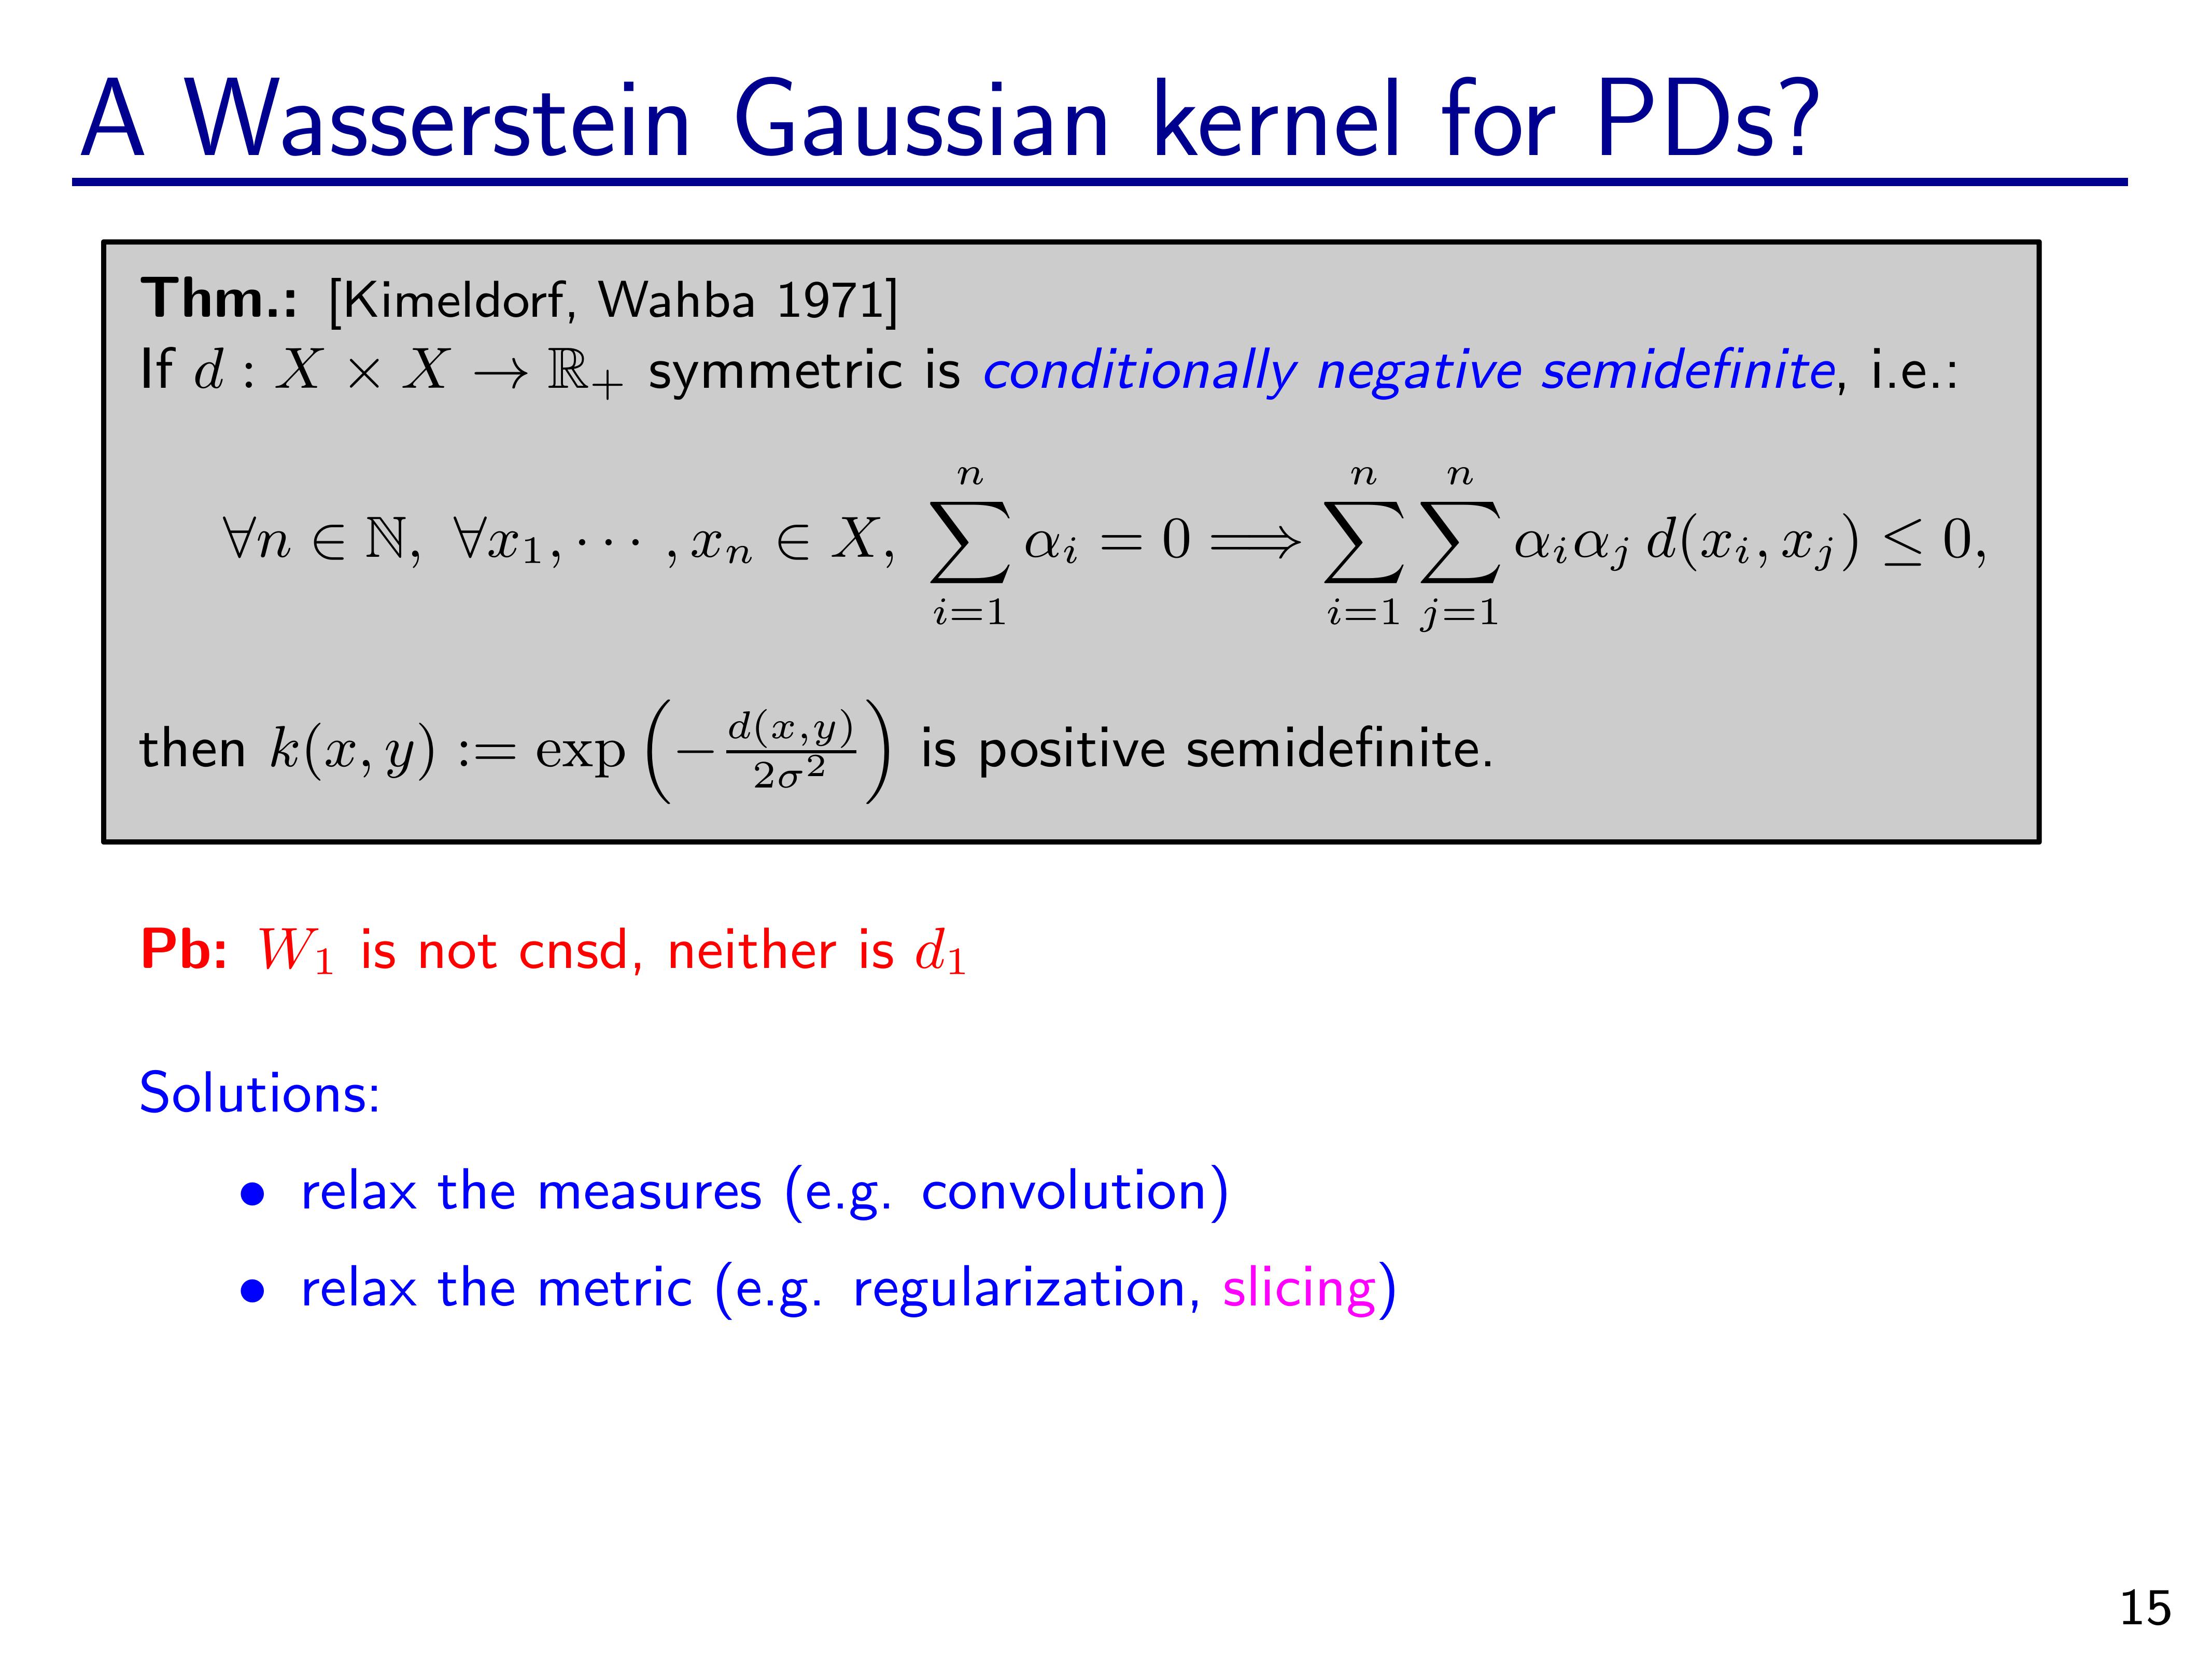 A Wasserstein Gaussian kernel for PDs?
Thm.: [Kimeldorf, Wahba 1971]
If $d : X \times X \to \mathbb{R}_+$ symmetric is conditionally negative semidefinite, i.e.:
$\forall n \in \mathbb{N}, \ \forall x_1, \cdots, x_n \in X, \ \sum_{i=1}^{n} \alpha_i = 0 \Longrightarrow \sum_{i=1}^{n} \sum_{j=1}^{n} \alpha_i \alpha_j \, d(x_i, x_j) \leq 0,$
then $k(x, y) := \exp\left(-\frac{d(x,y)}{2\sigma^2}\right)$ is positive semidefinite.
Pb: $W_1$ is not cnsd, neither is $d_1$
Solutions:
• relax the measures (e.g. convolution)
• relax the metric (e.g. regularization, slicing)
15